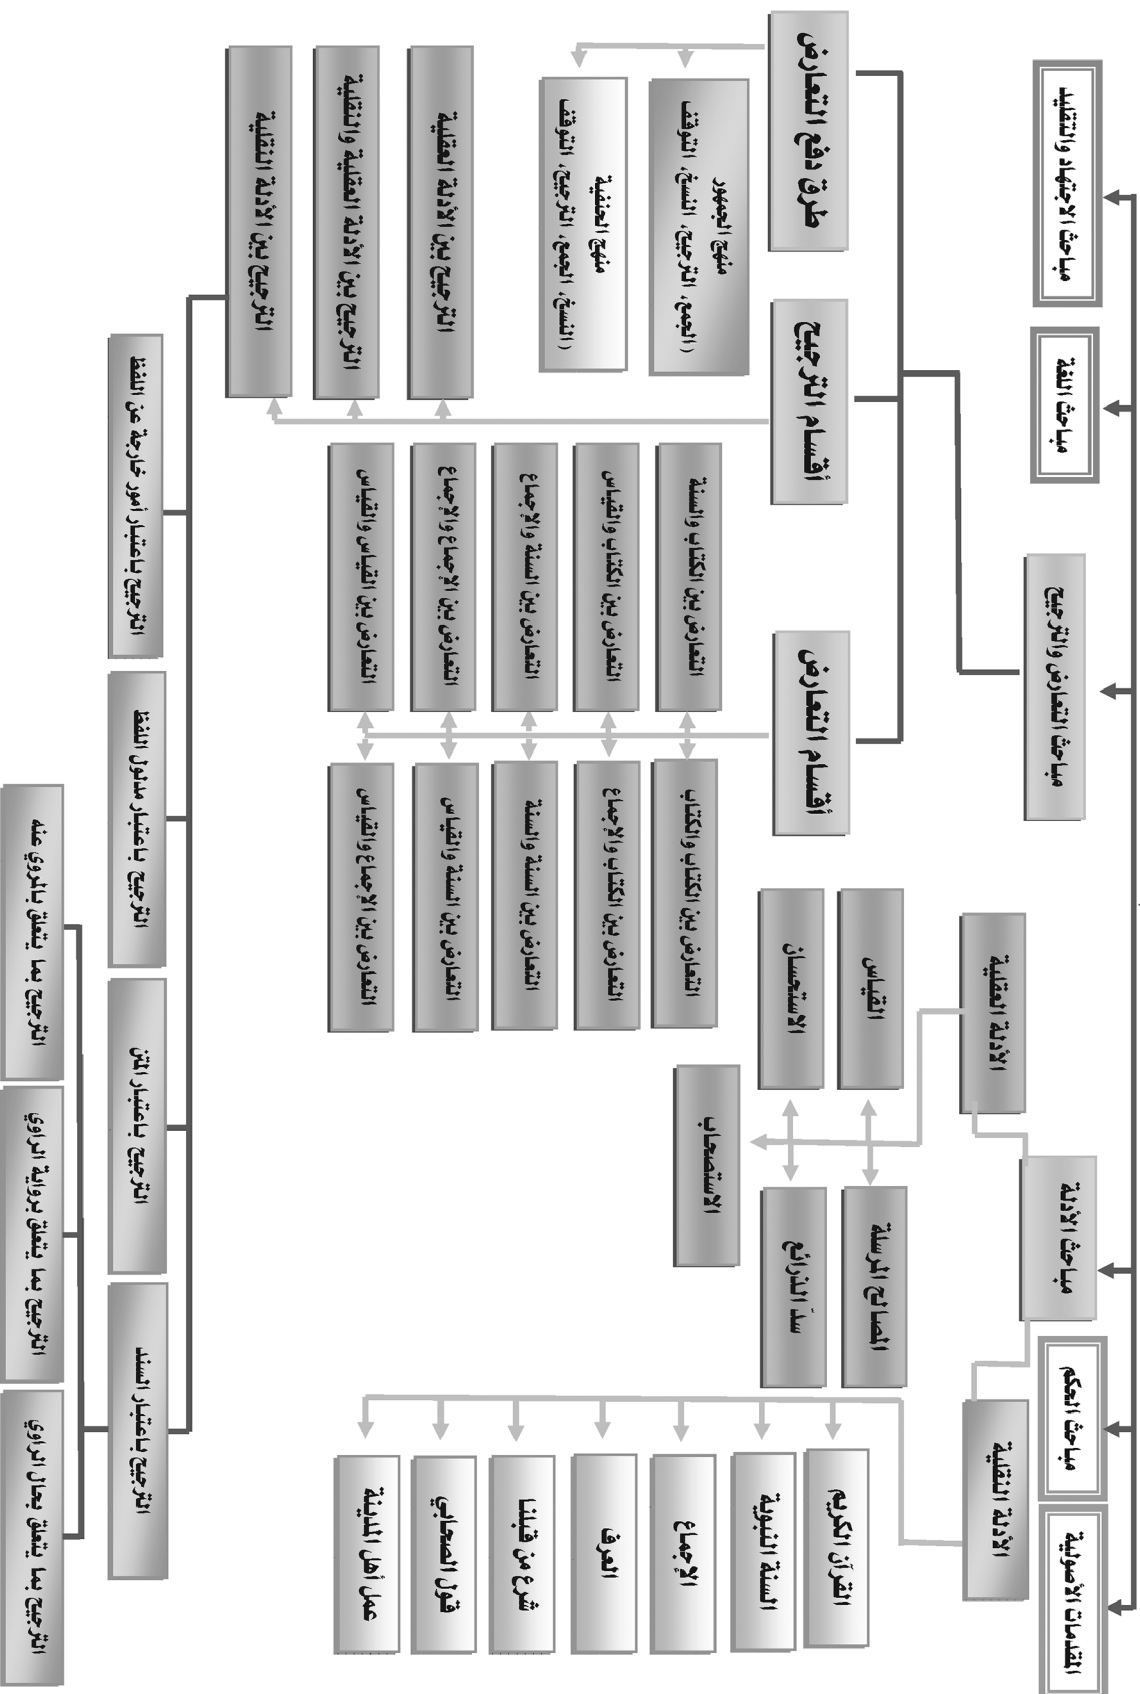 المقدمات الأصولية
مباحث الحكم
مباحث الأدلة
مباحث التعارض والترجيح
مباحث اللغة
مباحث الاجتهاد والتقليد
الأدلة النقلية
القرآن الكريم
السنة النبوية
الإجماع
العرف
شرع من قبلنا
قول الصحابي
عمل أهل المدينة
الأدلة العقلية
المصالح المرسلة
القياس
سدّ الذرائع
الاستحسان
الاستصحاب
أقسام التعارض
أقسام الترجيح
طرق دفع التعارض
التعارض بين الكتاب والكتاب
التعارض بين الكتاب والسنة
التعارض بين الكتاب والإجماع
التعارض بين الكتاب والقياس
التعارض بين السنة والسنة
التعارض بين السنة والإجماع
التعارض بين السنة والقياس
التعارض بين الإجماع والإجماع
التعارض بين الإجماع والقياس
التعارض بين القياس والقياس
منهج الجمهور
(الجمع، الترجيح، النسخ، التوقف
منهج الحنفية
(النسخ، الجمع، الترجيح، التوقف
الترجيح بين الأدلة العقلية
الترجيح بين الأدلة العقلية والنقلية
الترجيح بين الأدلة النقلية
الترجيح باعتبار السند
الترجيح باعتبار المتن
الترجيح باعتبار مدلول اللفظ
الترجيح باعتبار أمور خارجة عن اللفظ
الترجيح بما يتعلق بحال الراوي
الترجيح بما يتعلق برواية الراوي
الترجيح بما يتعلق بالمروي عنه